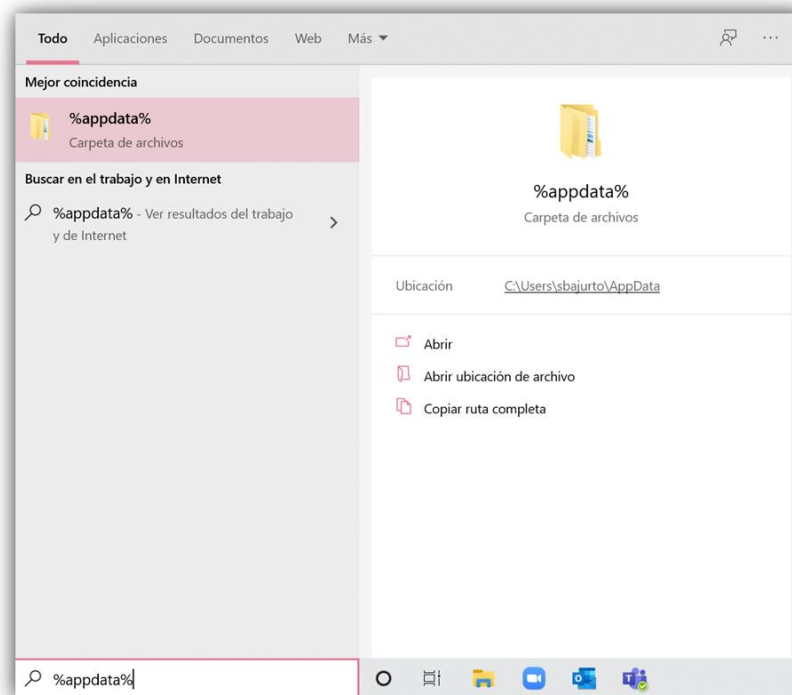 Todo Aplicaciones Documentos Web Más
Mejor coincidencia
%appdata%
Carpeta de archivos
Buscar en el trabajo y en Internet
%appdata% - Ver resultados del trabajo
y de Internet
%appdata%
Carpeta de archivos
Ubicación C:\Users\sbajurto\AppData
Abrir
Abrir ubicación de archivo
Copiar ruta completa
%appdata%